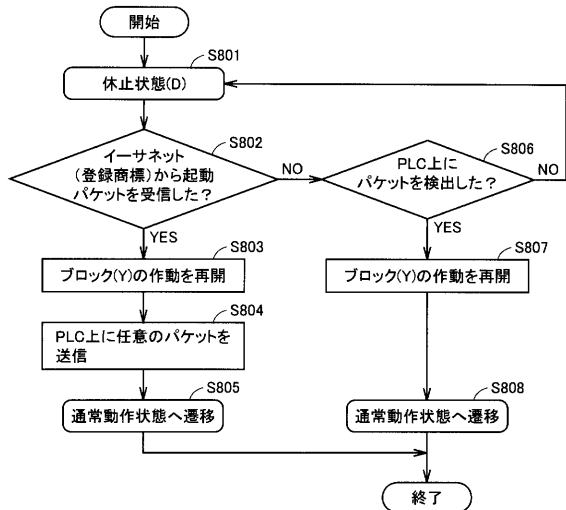 開始
S801
休止状態(D)
S802
イーサネット
(登録商標)から起動
パケットを受信した？
NO
S806
PLC上に
パケットを検出した？
NO
YES
YES
S803
ブロック(Y)の作動を再開
S807
ブロック(Y)の作動を再開
S804
PLC上に任意のパケットを
送信
S805
通常動作状態へ遷移
S808
通常動作状態へ遷移
終了